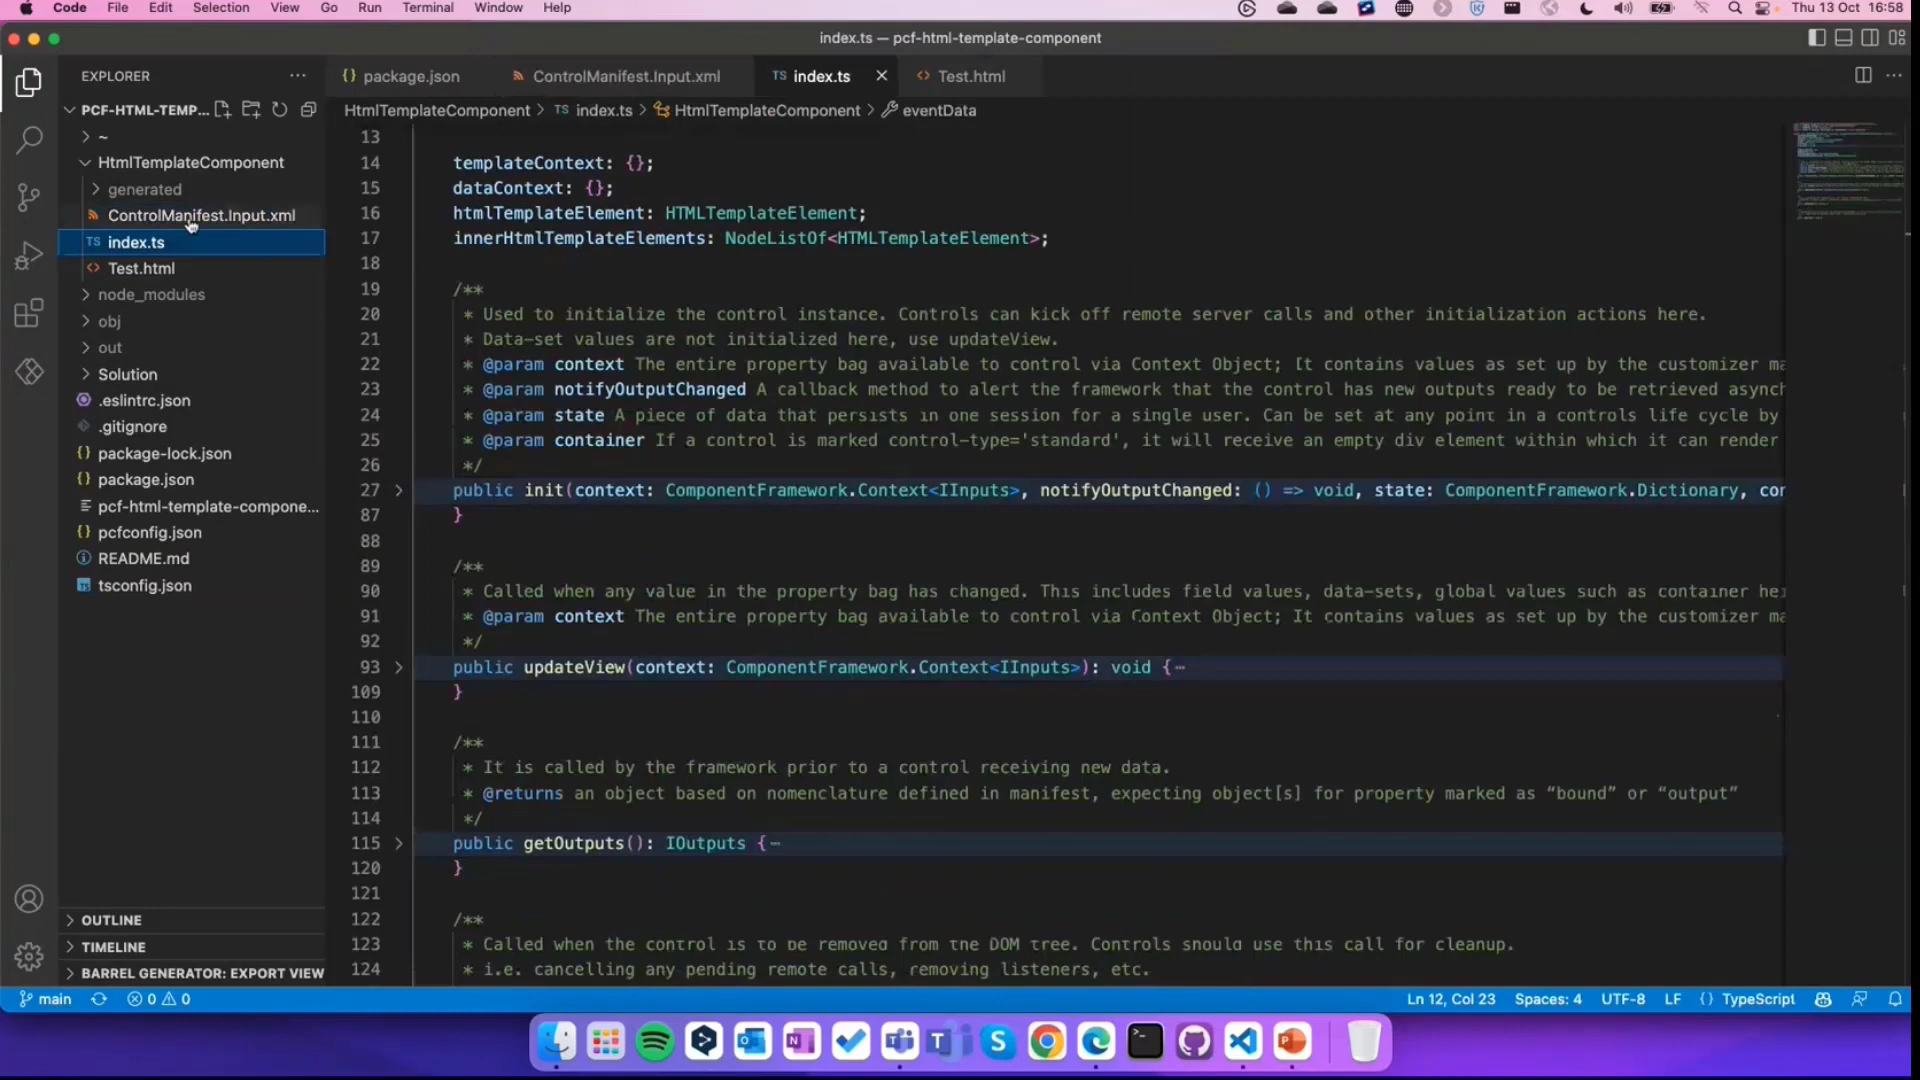 Code File Edit Selection View Go Run Terminal Window Help Thu 13 Oct 16:58
index.ts — pcf-html-template-component
EXPLORER
package.json ControlManifest.Input.xml TS index.ts Test.html
PCF-HTML-TEMP...
HtmlTemplateComponent > TS index.ts > HtmlTemplateComponent > eventData
~
HtmlTemplateComponent
generated
ControlManifest.Input.xml
TS index.ts
Test.html
node_modules
obj
out
Solution
.eslintrc.json
.gitignore
package-lock.json
package.json
pcf-html-template-compone...
pcfconfig.json
README.md
tsconfig.json
OUTLINE
TIMELINE
BARREL GENERATOR: EXPORT VIEW
13
14 templateContext: {};
15 dataContext: {};
16 htmlTemplateElement: HTMLTemplateElement;
17 innerHtmlTemplateElements: NodeListOf<HTMLTemplateElement>;
18
19 /**
20 * Used to initialize the control instance. Controls can kick off remote server calls and other initialization actions here.
21 * Data-set values are not initialized here, use updateView.
22 * @param context The entire property bag available to control via Context Object; It contains values as set up by the customizer ma
23 * @param notifyOutputChanged A callback method to alert the framework that the control has new outputs ready to be retrieved asynch
24 * @param state A piece of data that persists in one session for a single user. Can be set at any point in a controls life cycle by
25 * @param container If a control is marked control-type='standard', it will receive an empty div element within which it can render
26 */
27 public init(context: ComponentFramework.Context<IInputs>, notifyOutputChanged: () => void, state: ComponentFramework.Dictionary, con
87 }
88
89 /**
90 * Called when any value in the property bag has changed. This includes field values, data-sets, global values such as container hei
91 * @param context The entire property bag available to control via Context Object; It contains values as set up by the customizer ma
92 */
93 public updateView(context: ComponentFramework.Context<IInputs>): void {⋯
109 }
110
111 /**
112 * It is called by the framework prior to a control receiving new data.
113 * @returns an object based on nomenclature defined in manifest, expecting object[s] for property marked as “bound” or “output”
114 */
115 public getOutputs(): IOutputs {⋯
120 }
121
122 /**
123 * Called when the control is to be removed from the DOM tree. Controls should use this call for cleanup.
124 * i.e. cancelling any pending remote calls, removing listeners, etc.
main 0 0 Ln 12, Col 23 Spaces: 4 UTF-8 LF {} TypeScript